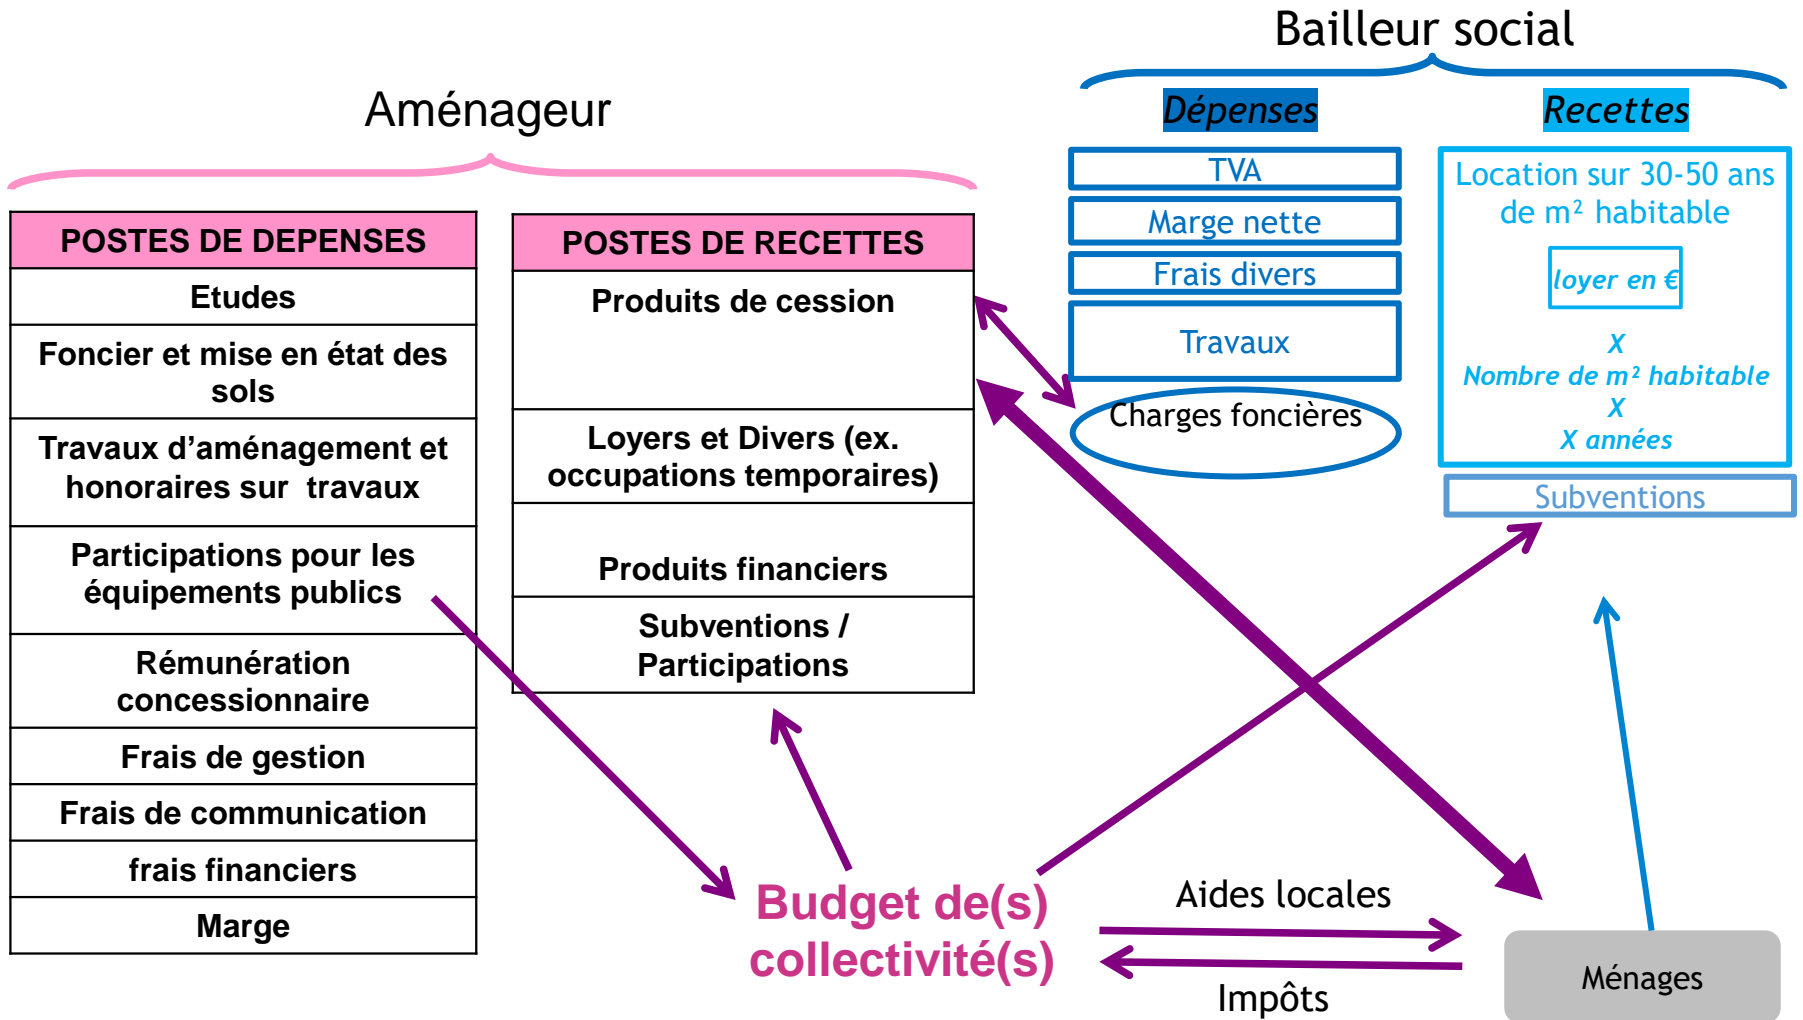 Bailleur social
Aménageur
Dépenses
Recettes
TVA
Marge nette
Frais divers
Travaux
Charges foncières
Location sur 30-50 ans
de m² habitable
loyer en €
X
Nombre de m² habitable
X
X années
Subventions
POSTES DE DEPENSES
Etudes
Foncier et mise en état des
sols
Travaux d’aménagement et
honoraires sur travaux
Participations pour les
équipements publics
Rémunération
concessionnaire
Frais de gestion
Frais de communication
frais financiers
Marge
POSTES DE RECETTES
Produits de cession
Loyers et Divers (ex.
occupations temporaires)
Produits financiers
Subventions /
Participations
Budget de(s)
collectivité(s)
Aides locales
Impôts
Ménages